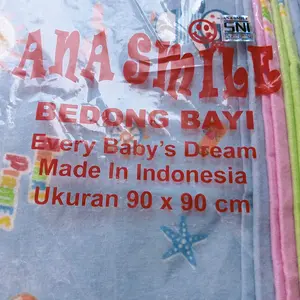 ANA SMILE
SNI
BEDONG BAYI
Every Baby's Dream
Made In Indonesia
Ukuran 90 x 90 cm